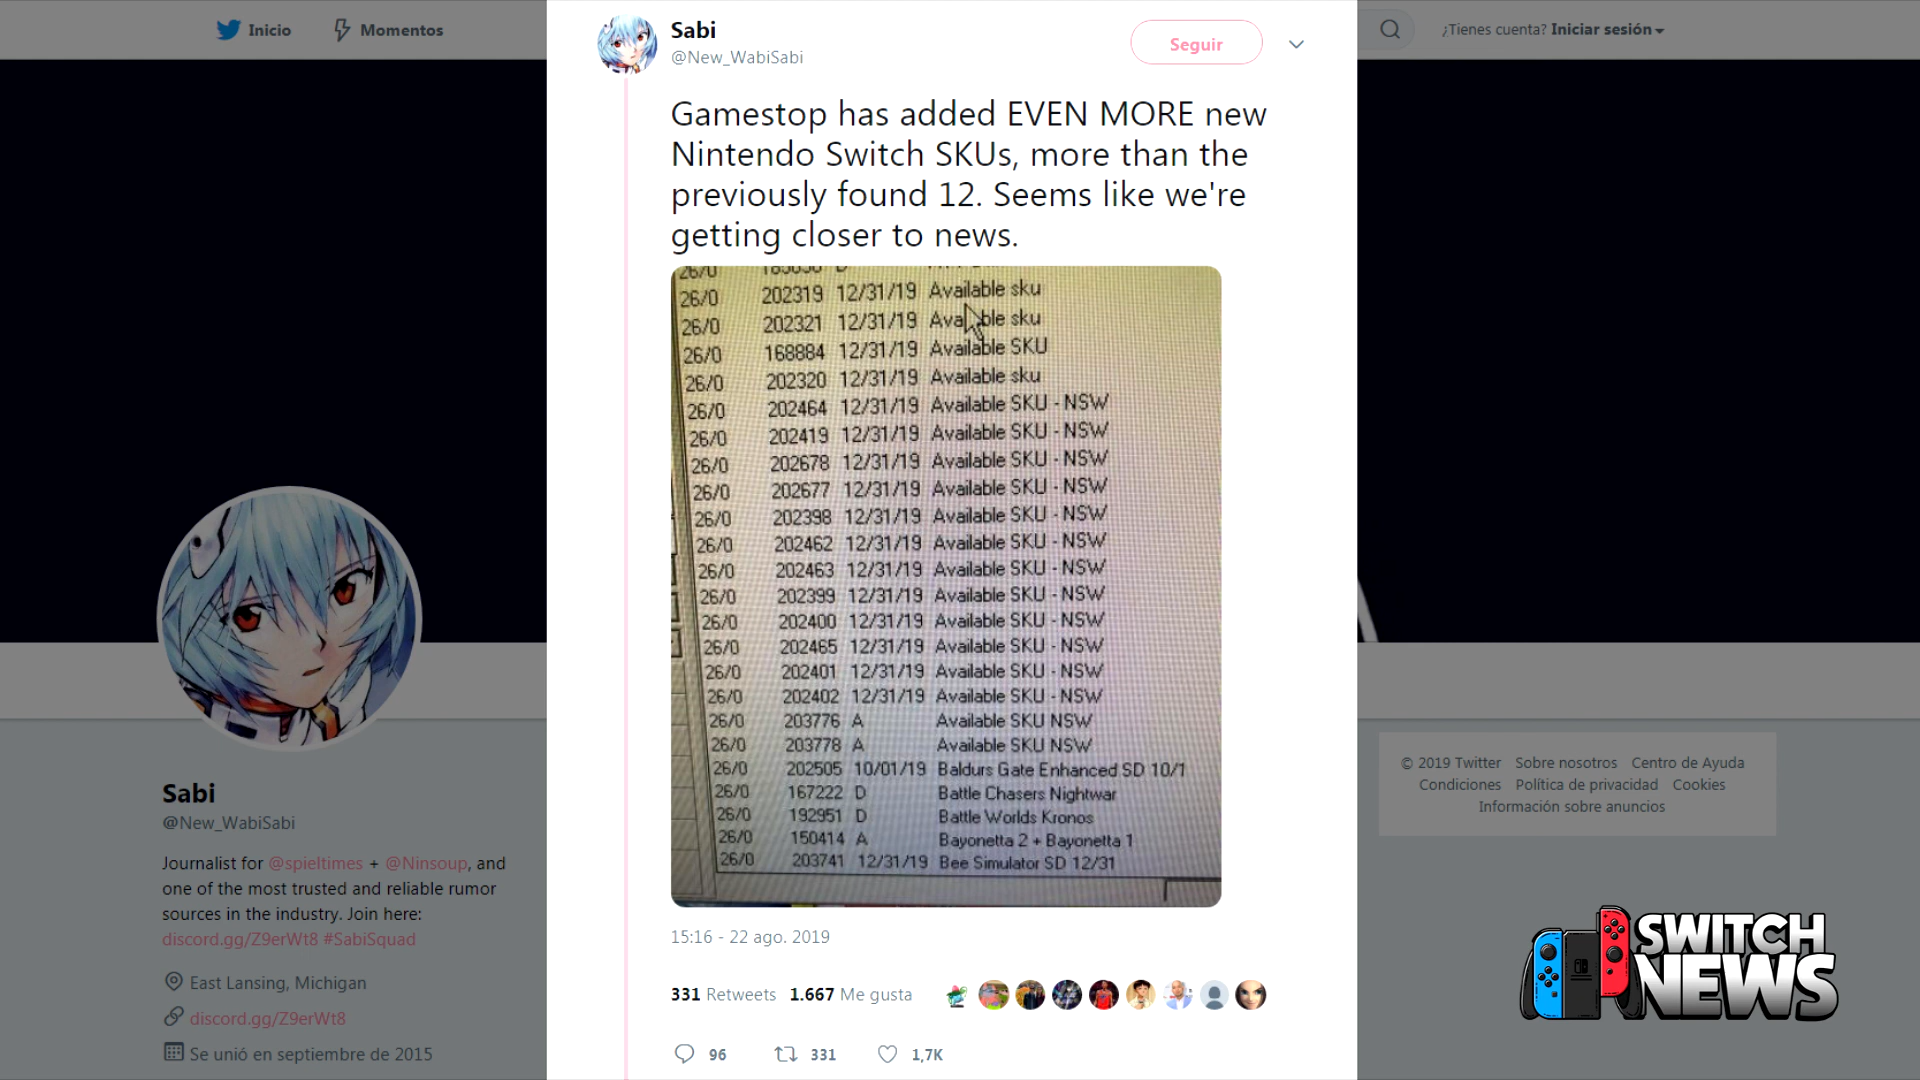 Inicio
Momentos
¿Tienes cuenta? Iniciar sesión
Sabi
@New_WabiSabi
Seguir
Gamestop has added EVEN MORE new
Nintendo Switch SKUs, more than the
previously found 12. Seems like we're
getting closer to news.
26/0 202319 12/31/19 Available sku
26/0 202321 12/31/19 Available sku
26/0 168884 12/31/19 Available SKU
26/0 202320 12/31/19 Available sku
26/0 202464 12/31/19 Available SKU - NSW
26/0 202419 12/31/19 Available SKU - NSW
26/0 202678 12/31/19 Available SKU - NSW
26/0 202677 12/31/19 Available SKU - NSW
26/0 202398 12/31/19 Available SKU - NSW
26/0 202462 12/31/19 Available SKU - NSW
26/0 202463 12/31/19 Available SKU - NSW
26/0 202399 12/31/19 Available SKU - NSW
26/0 202400 12/31/19 Available SKU - NSW
26/0 202465 12/31/19 Available SKU - NSW
26/0 202401 12/31/19 Available SKU - NSW
26/0 202402 12/31/19 Available SKU - NSW
26/0 203776 A Available SKU NSW
26/0 203778 A Available SKU NSW
26/0 202505 10/01/19 Baldurs Gate Enhanced SD 10/1
26/0 167222 D Battle Chasers Nightwar
26/0 192951 D Battle Worlds Kronos
26/0 150414 A Bayonetta 2 + Bayonetta 1
26/0 203741 12/31/19 Bee Simulator SD 12/31
15:16 - 22 ago. 2019
331 Retweets 1.667 Me gusta
96 331 1,7K
Sabi
@New_WabiSabi
Journalist for @spieltimes + @Ninsoup, and
one of the most trusted and reliable rumor
sources in the industry. Join here:
discord.gg/Z9erWt8 #SabiSquad
East Lansing, Michigan
discord.gg/Z9erWt8
Se unió en septiembre de 2015
© 2019 Twitter Sobre nosotros Centro de Ayuda
Condiciones Política de privacidad Cookies
Información sobre anuncios
SWITCH
NEWS